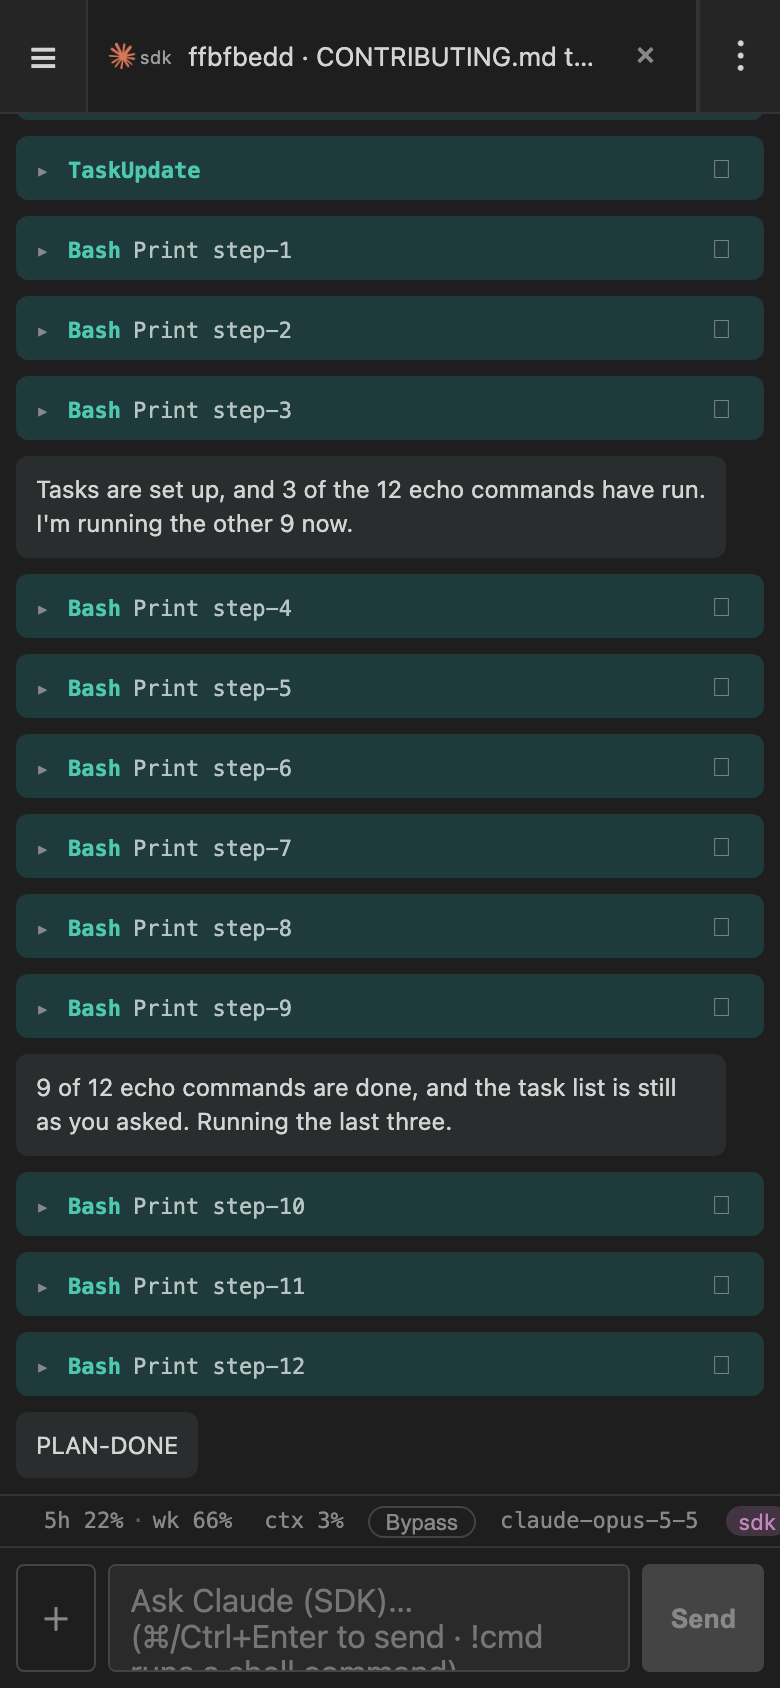 sdk ffbfbedd · CONTRIBUTING.md t... ×
TaskUpdate
Bash Print step-1
Bash Print step-2
Bash Print step-3
Tasks are set up, and 3 of the 12 echo commands have run.
I'm running the other 9 now.
Bash Print step-4
Bash Print step-5
Bash Print step-6
Bash Print step-7
Bash Print step-8
Bash Print step-9
9 of 12 echo commands are done, and the task list is still
as you asked. Running the last three.
Bash Print step-10
Bash Print step-11
Bash Print step-12
PLAN-DONE
5h 22% · wk 66% ctx 3% Bypass claude-opus-5-5 sdk
+ Ask Claude (SDK)... Send
(⌘/Ctrl+Enter to send · !cmd
runs a shell command)